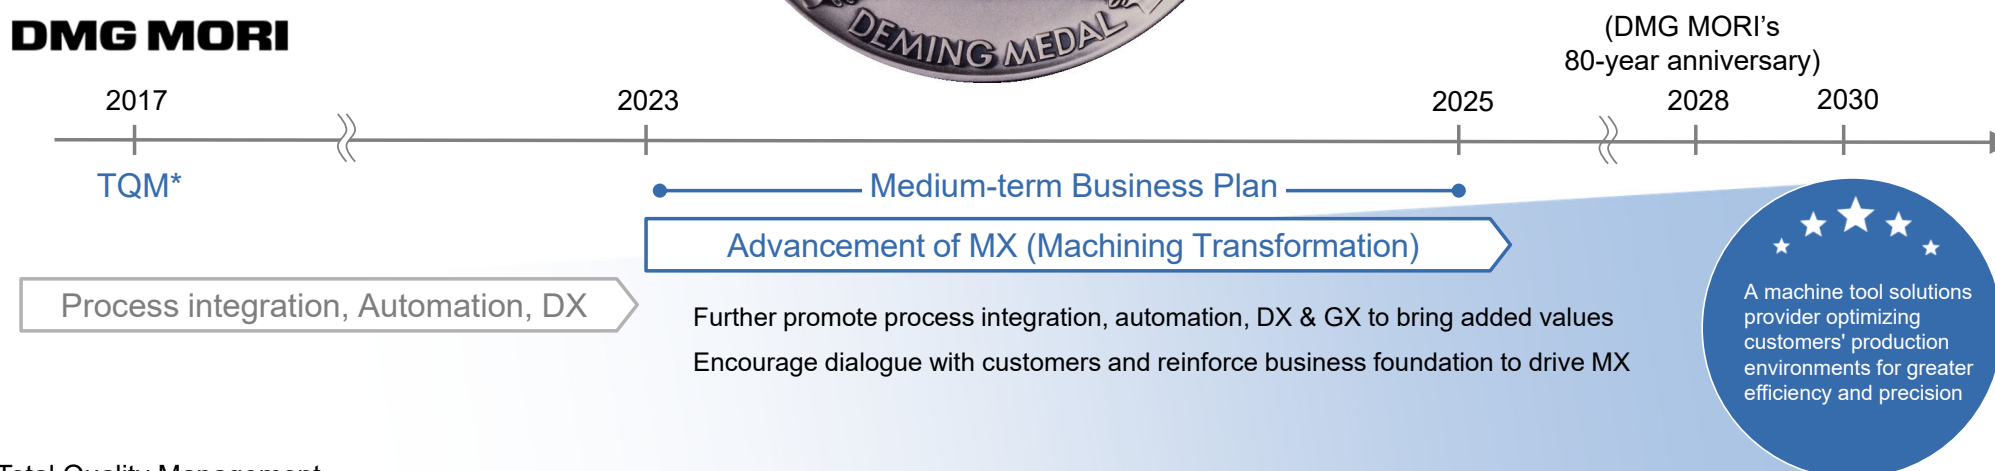 DMG MORI
DEMING MEDAL
(DMG MORI's
80-year anniversary)
2017
2023
2025
2028
2030
TQM*
Medium-term Business Plan
Advancement of MX (Machining Transformation)
Process integration, Automation, DX
Further promote process integration, automation, DX & GX to bring added values
Encourage dialogue with customers and reinforce business foundation to drive MX
A machine tool solutions
provider optimizing
customers' production
environments for greater
efficiency and precision
Total Quality Management